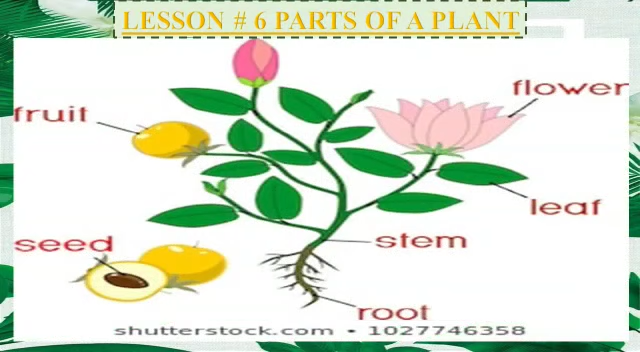 LESSON # 6 PARTS OF A PLANT
flower
fruit
leaf
seed
stem
root
shutterstock.com • 1027746358